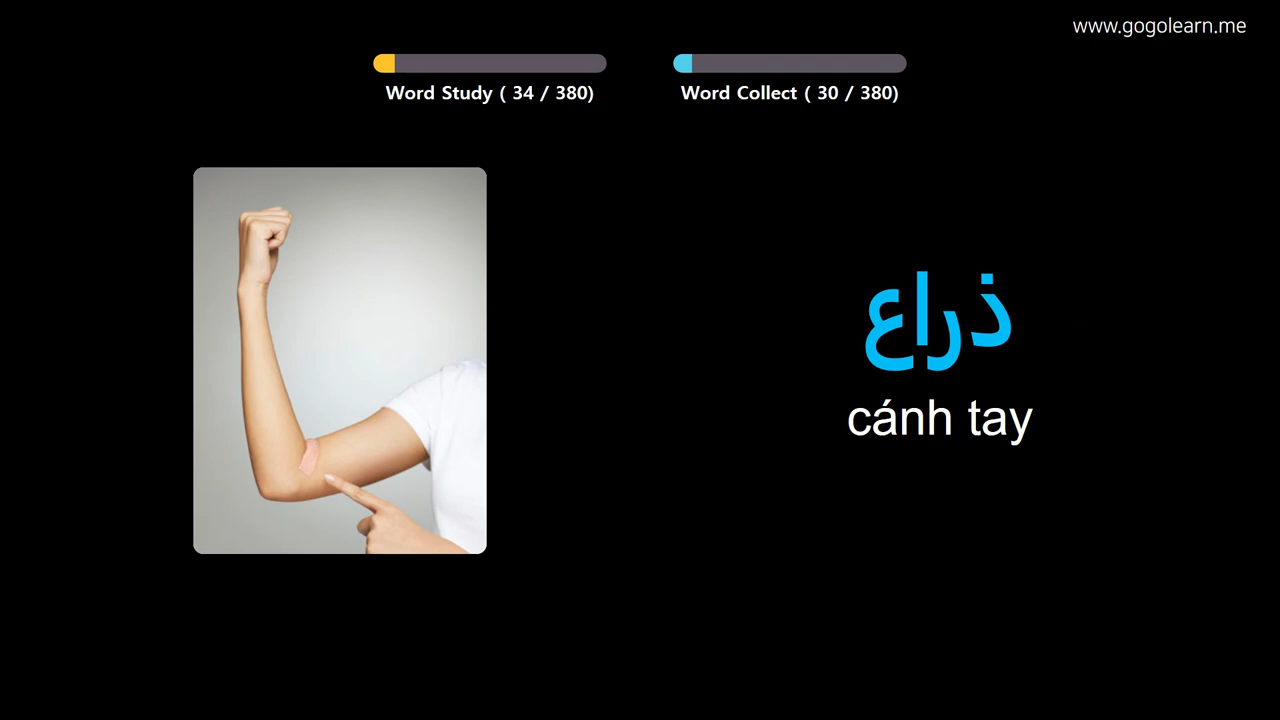 www.gogolearn.me
Word Study ( 34 / 380)
Word Collect ( 30 / 380)
ذراع
cánh tay